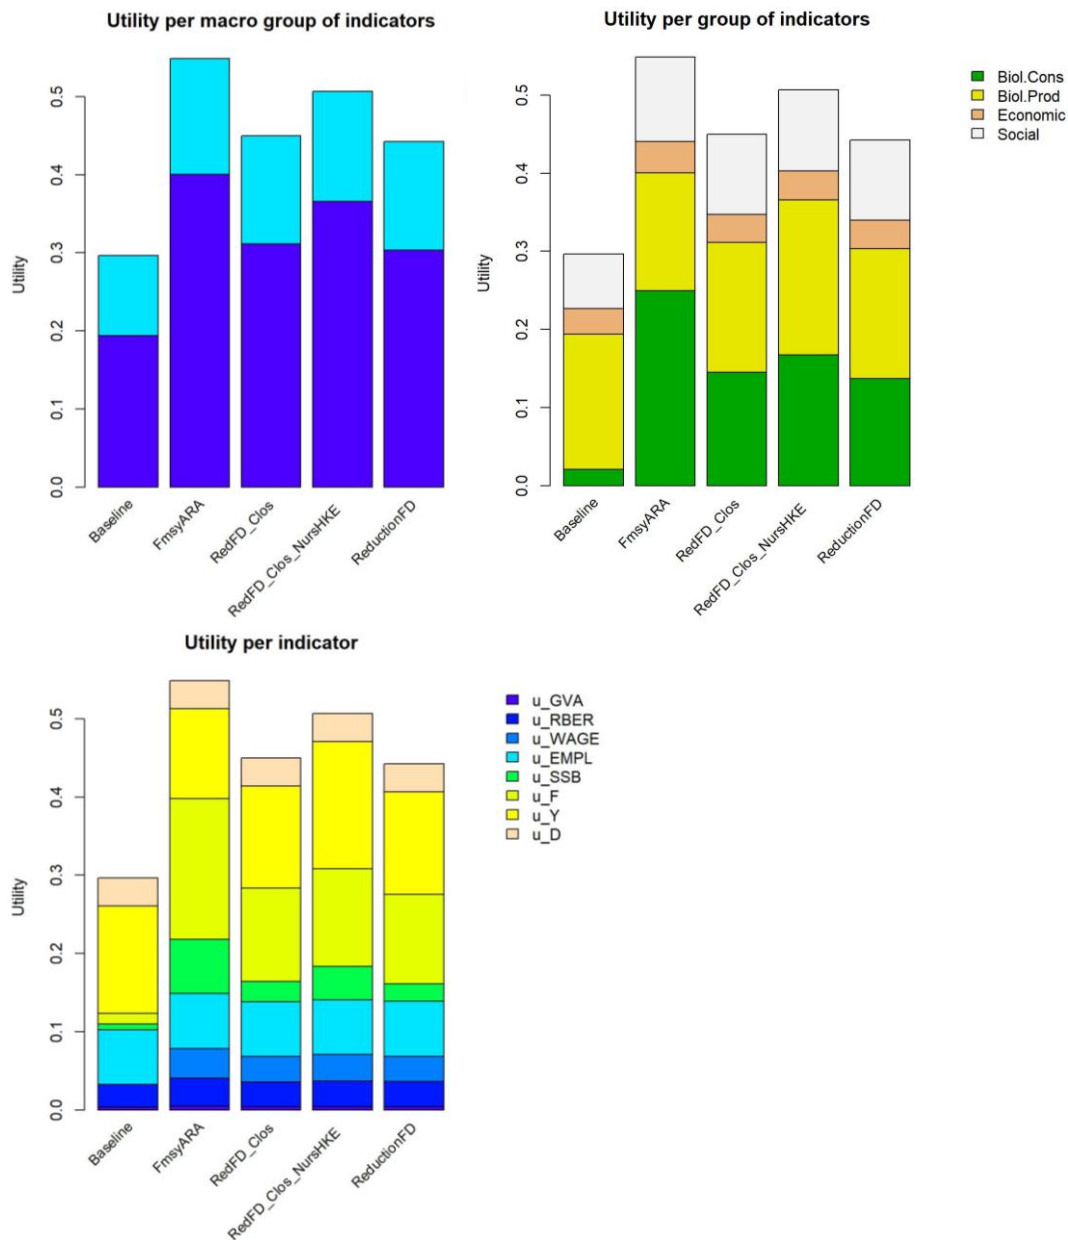 Utility per macro group of indicators
Utility
0.0
0.1
0.2
0.3
0.4
0.5
Baseline
FmsyARA
RedFD_Clos
RedFD_Clos_NursHKE
ReductionFD
Utility per group of indicators
Utility
0.0
0.1
0.2
0.3
0.4
0.5
Baseline
FmsyARA
RedFD_Clos
RedFD_Clos_NursHKE
ReductionFD
Biol.Cons
Biol.Prod
Economic
Social
Utility per indicator
Utility
0.0
0.1
0.2
0.3
0.4
0.5
Baseline
FmsyARA
RedFD_Clos
RedFD_Clos_NursHKE
ReductionFD
u_GVA
u_RBER
u_WAGE
u_EMPL
u_SSB
u_F
u_Y
u_D